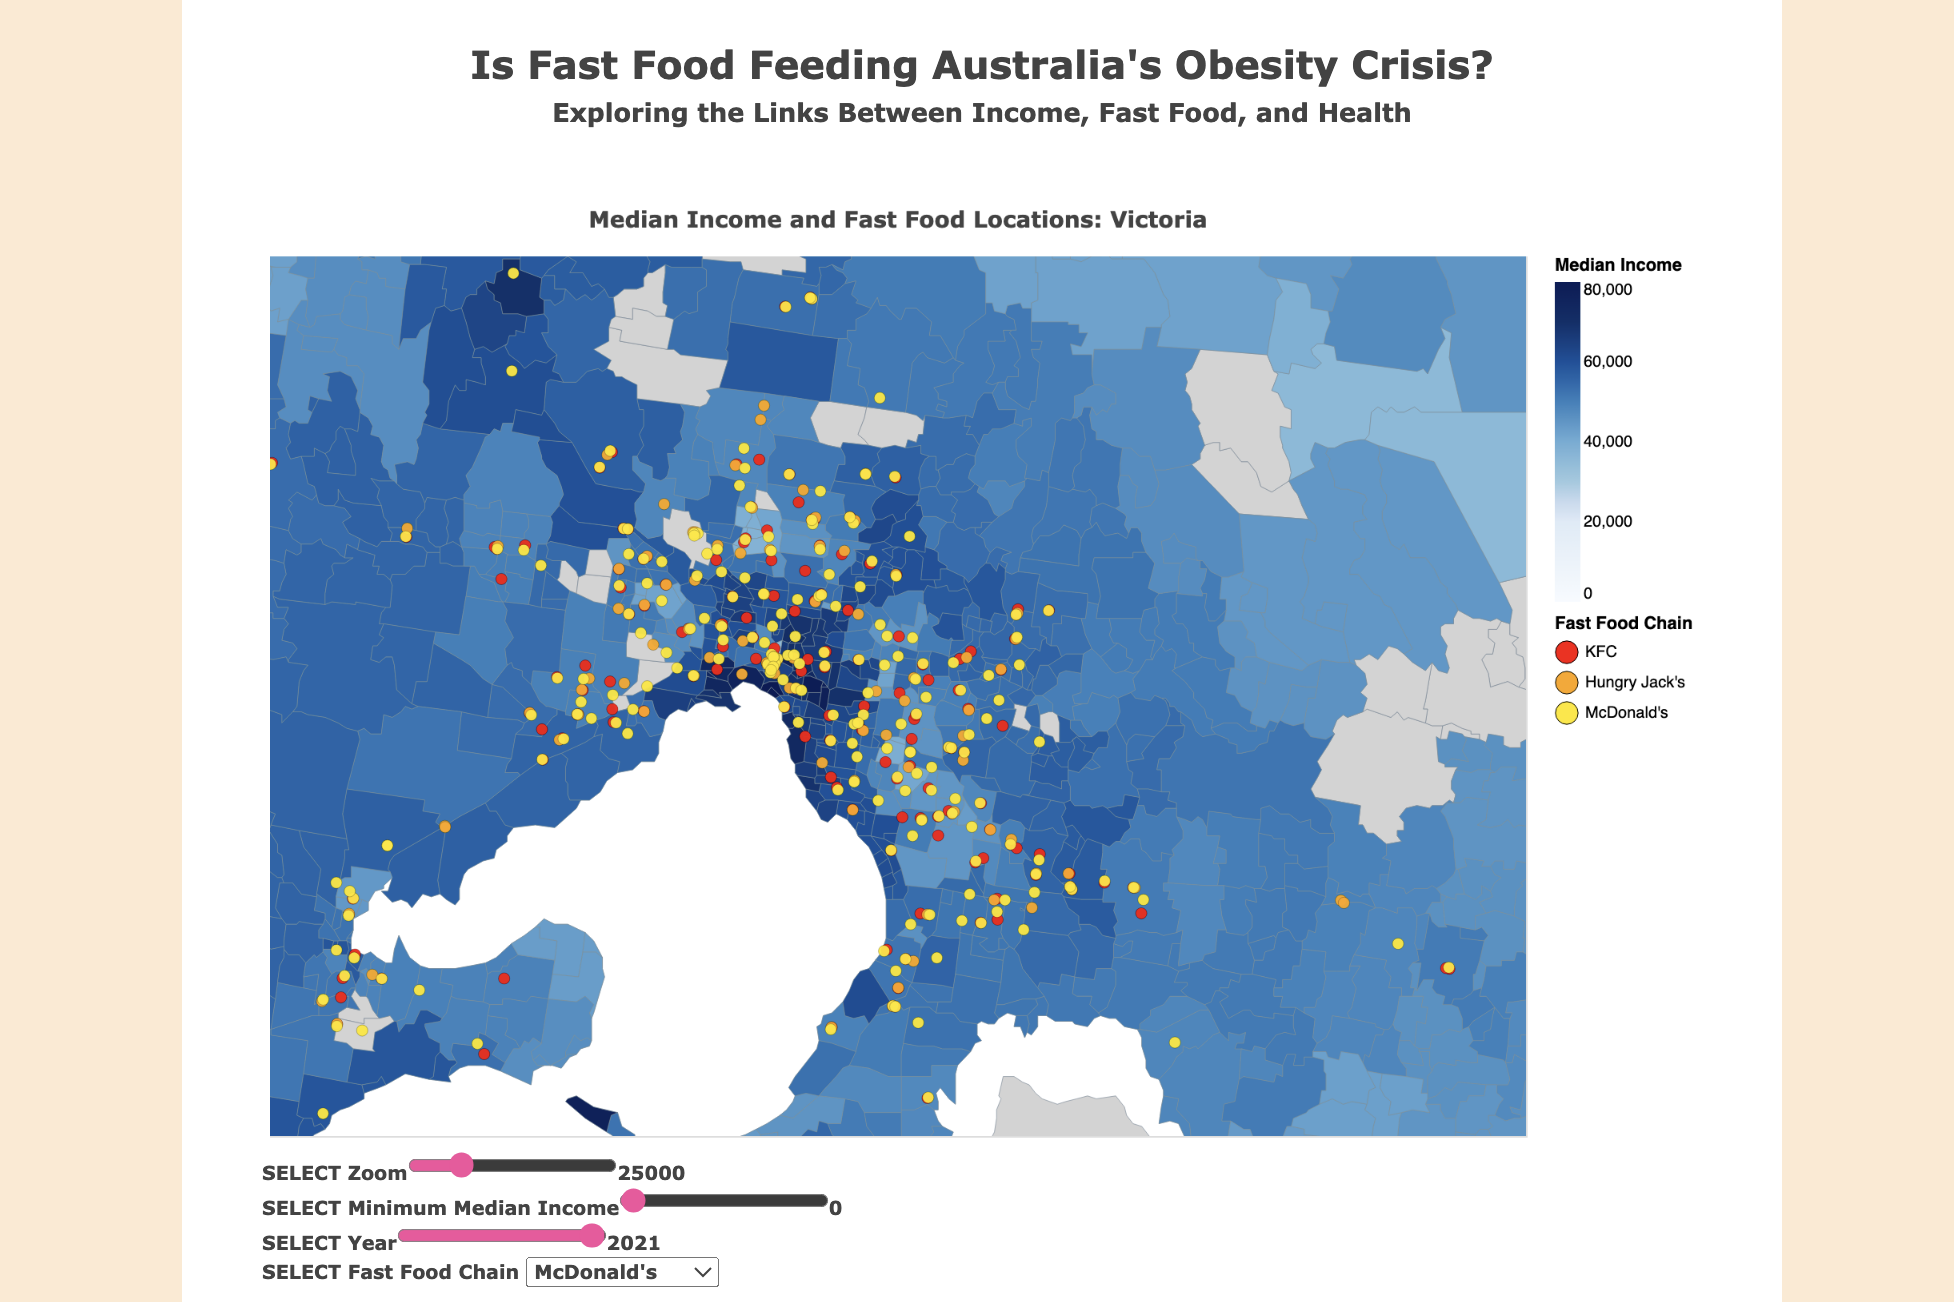 Is Fast Food Feeding Australia's Obesity Crisis?
Exploring the Links Between Income, Fast Food, and Health
Median Income and Fast Food Locations: Victoria
Median Income
80,000
60,000
40,000
20,000
0
Fast Food Chain
KFC
Hungry Jack's
McDonald's
SELECT Zoom 25000
SELECT Minimum Median Income 0
SELECT Year 2021
SELECT Fast Food Chain McDonald's